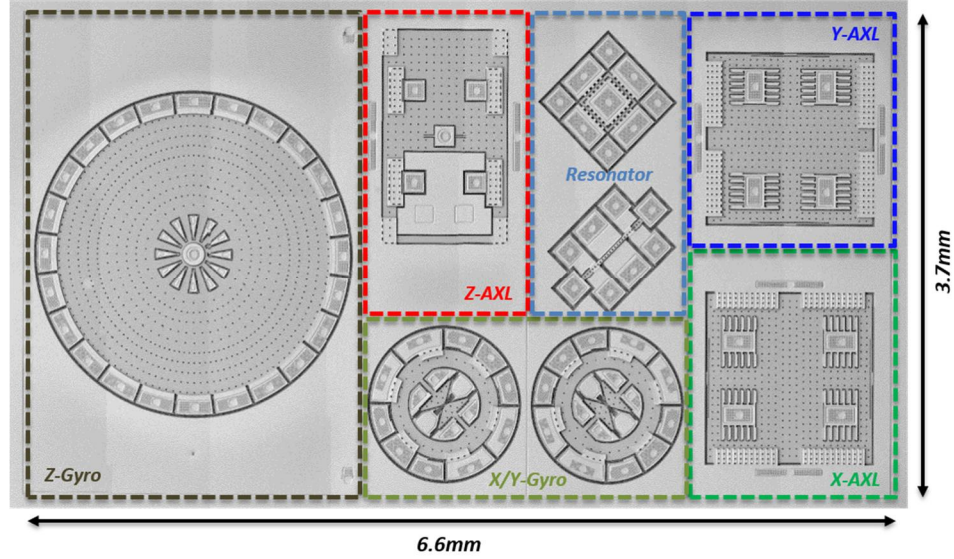 Y-AXL
Resonator
Z-AXL
3.7mm
Z-Gyro
X/Y-Gyro
X-AXL
6.6mm